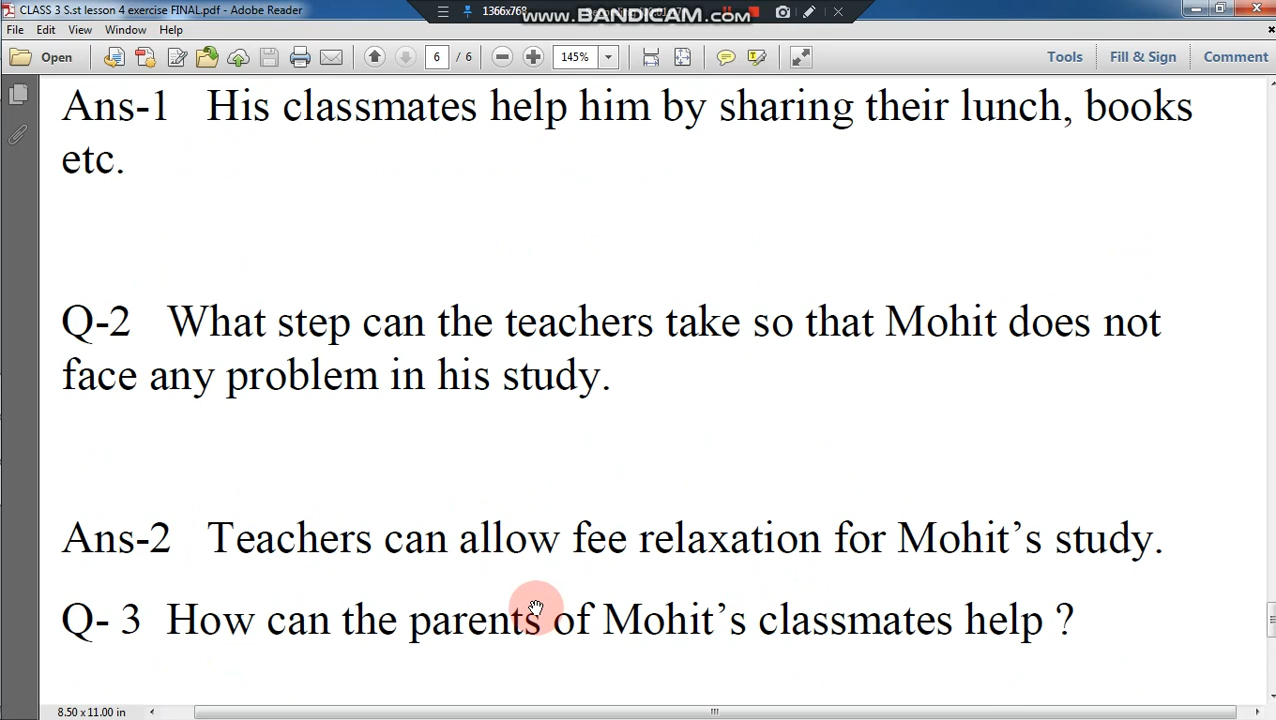 CLASS 3 S.st lesson 4 exercise FINAL.pdf - Adobe Reader
1366x768
www.BANDICAM.com
File Edit View Window Help
Open 6 / 6 145% Tools Fill & Sign Comment
Ans-1 His classmates help him by sharing their lunch, books
etc.
Q-2 What step can the teachers take so that Mohit does not
face any problem in his study.
Ans-2 Teachers can allow fee relaxation for Mohit’s study.
Q- 3 How can the parents of Mohit’s classmates help ?
8.50 x 11.00 in